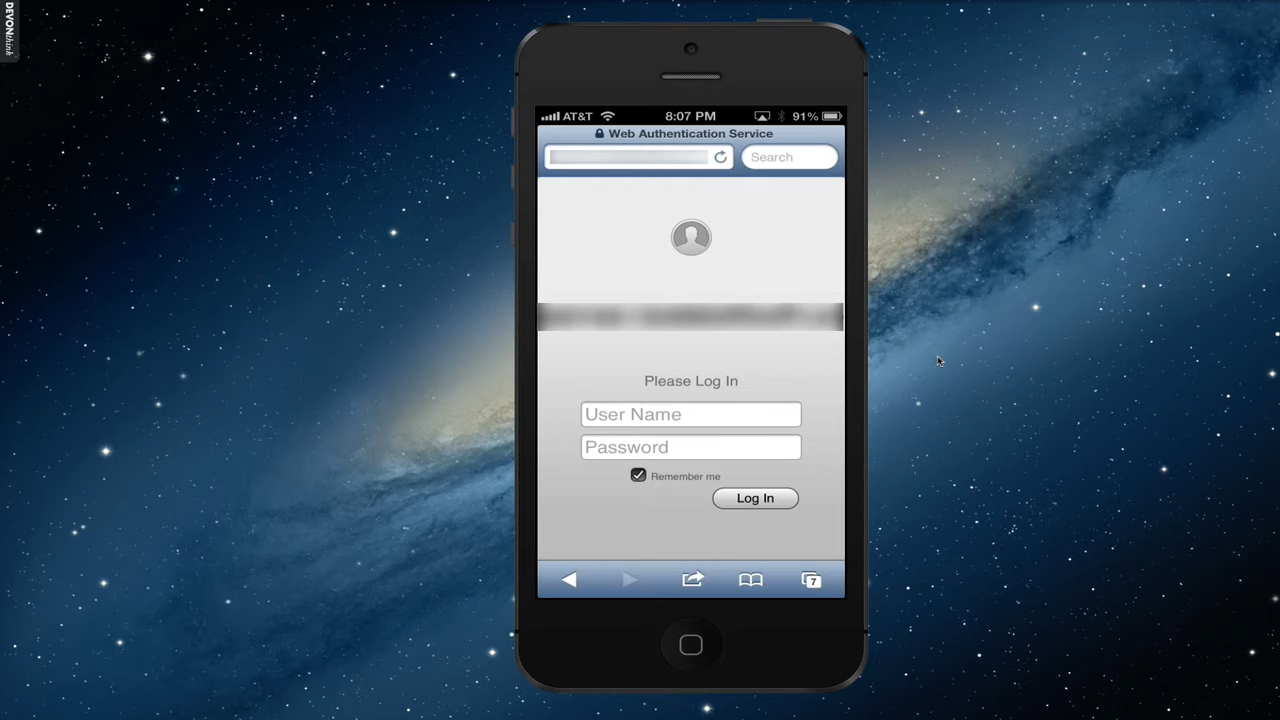 DEVONthink
AT&T 8:07 PM 91%
Web Authentication Service
Search
Please Log In
User Name
Password
Remember me
Log In
7